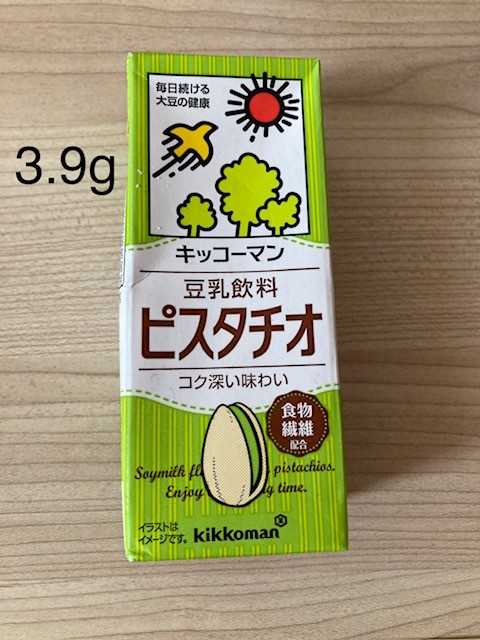 毎日続ける
大豆の健康
3.9g
キッコーマン
豆乳飲料
ピスタチオ
コク深い味わい
食物
繊維
配合
Soymilk fl pistachios.
Enjoy g time.
イラストは
イメージです。
kikkoman